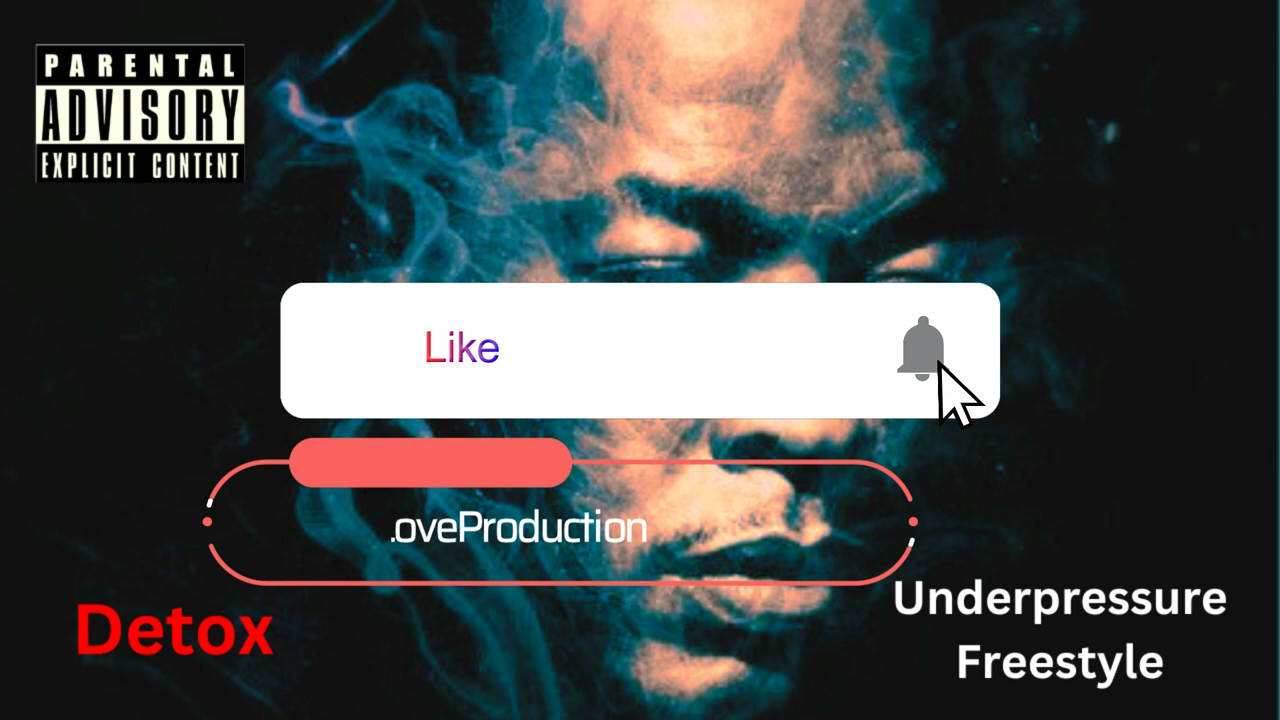 PARENTAL
ADVISORY
EXPLICIT CONTENT
Like
.oveProduction
Detox
Underpressure
Freestyle